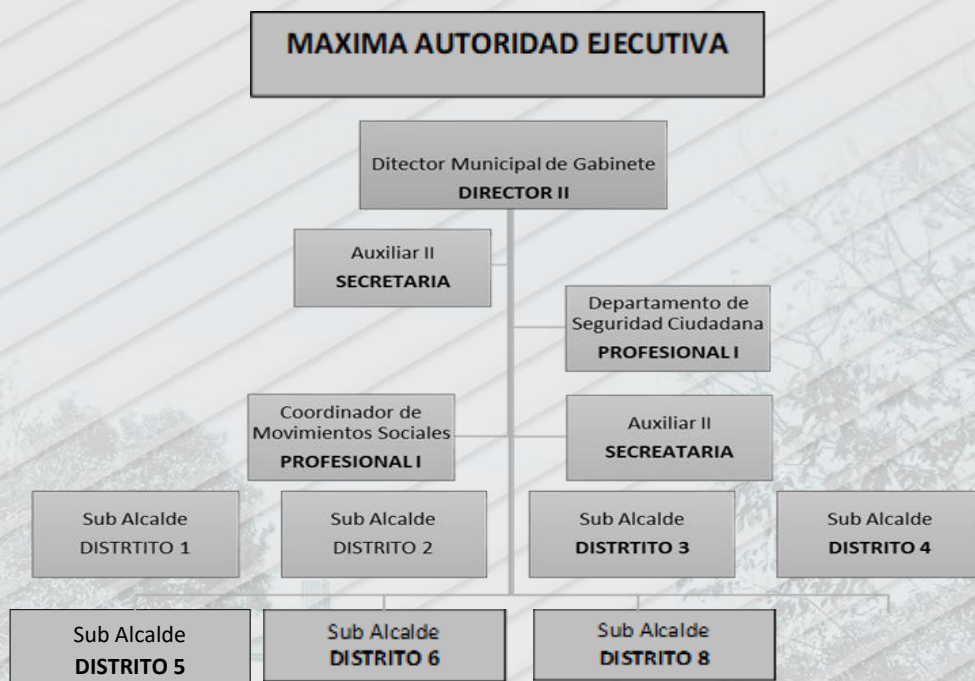 MAXIMA AUTORIDAD EJECUTIVA
Ditector Municipal de Gabinete
DIRECTOR II
Auxiliar II
SECRETARIA
Departamento de
Seguridad Ciudadana
PROFESIONAL I
Coordinador de
Movimientos Sociales
PROFESIONAL I
Auxiliar II
SECREATARIA
Sub Alcalde
DISTRTITO 1
Sub Alcalde
DISTRITO 2
Sub Alcalde
DISTRTITO 3
Sub Alcalde
DISTRITO 4
Sub Alcalde
DISTRITO 5
Sub Alcalde
DISTRITO 6
Sub Alcalde
DISTRITO 8